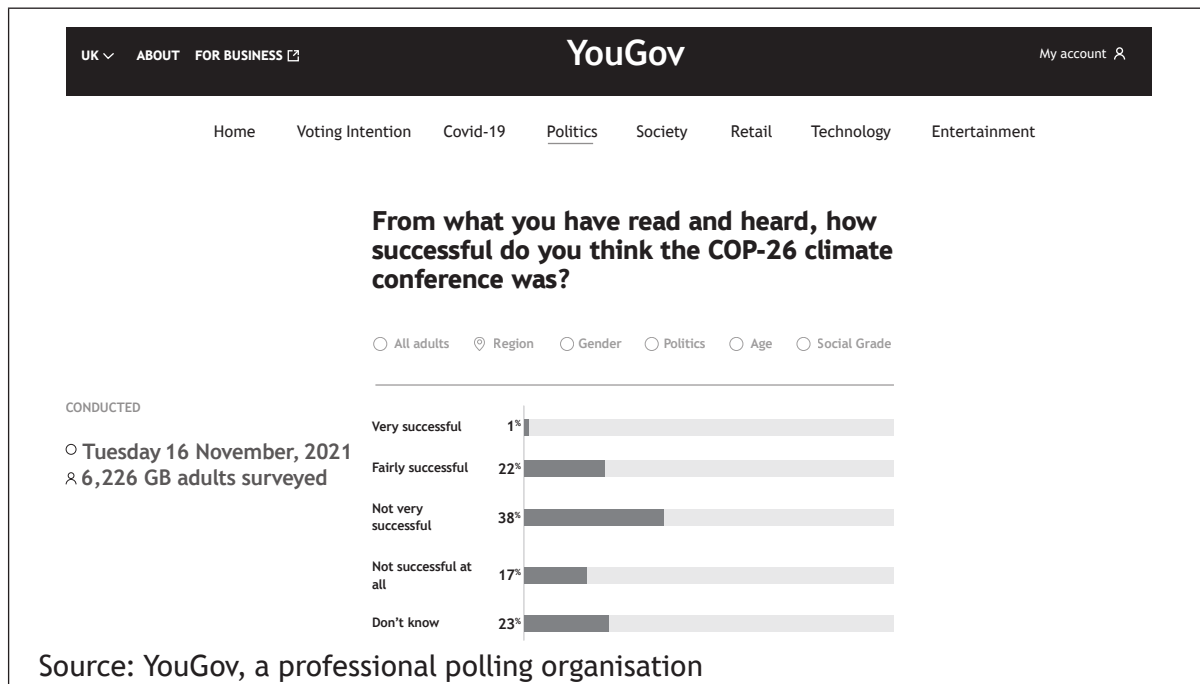 UK ABOUT FOR BUSINESS YouGov My account
Home Voting Intention Covid-19 Politics Society Retail Technology Entertainment
From what you have read and heard, how
successful do you think the COP-26 climate
conference was?
All adults Region Gender Politics Age Social Grade
CONDUCTED
Tuesday 16 November, 2021
6,226 GB adults surveyed
Very successful 1%
Fairly successful 22%
Not very
successful 38%
Not successful at
all 17%
Don't know 23%
Source: YouGov, a professional polling organisation